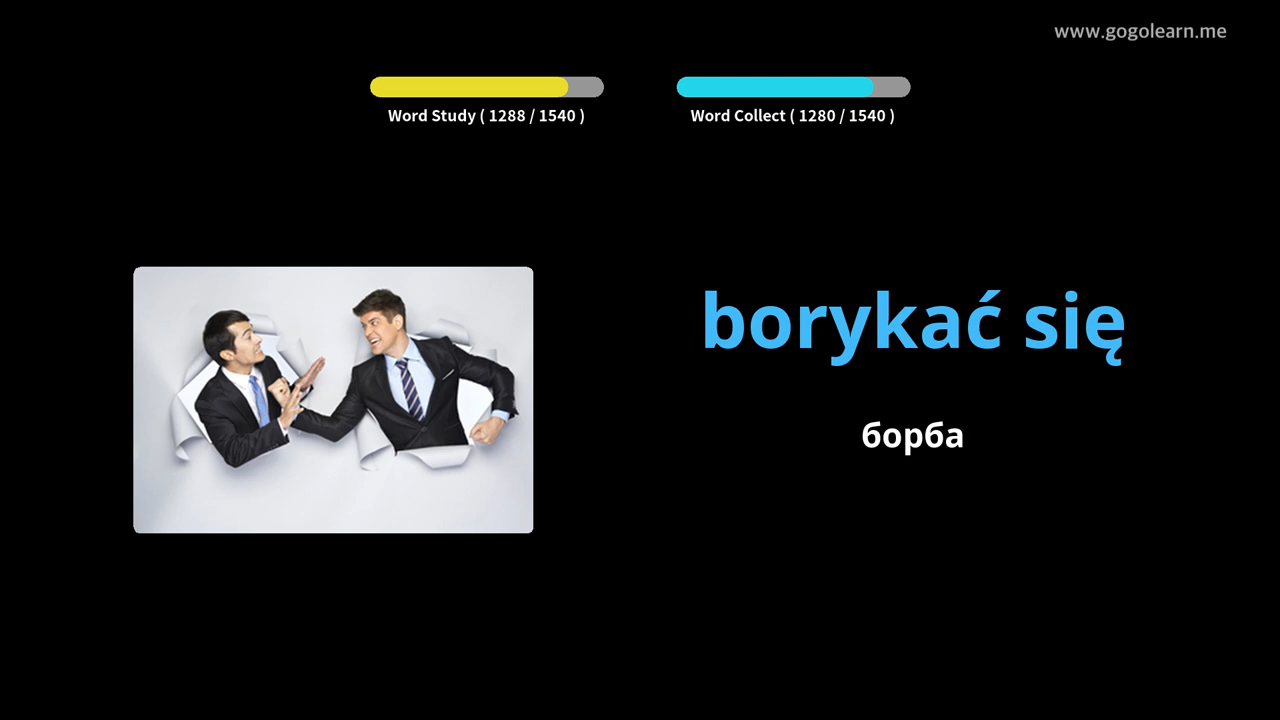 www.gogolearn.me
Word Study ( 1288 / 1540 )
Word Collect ( 1280 / 1540 )
borykać się
борба